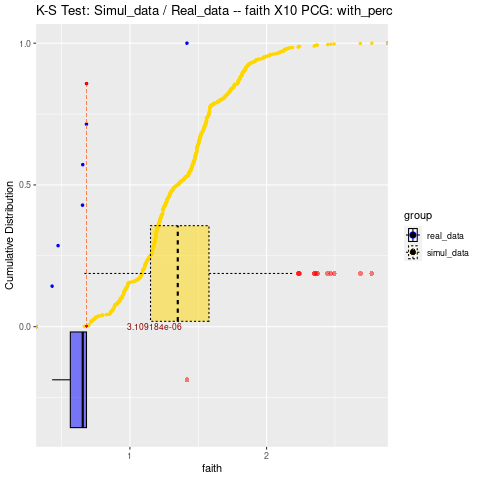 K-S Test: Simul_data / Real_data -- faith X10 PCG: with_perc
1.0
0.5
0.0
Cumulative Distribution
3.109184e-06
1
2
faith
group
real_data
simul_data